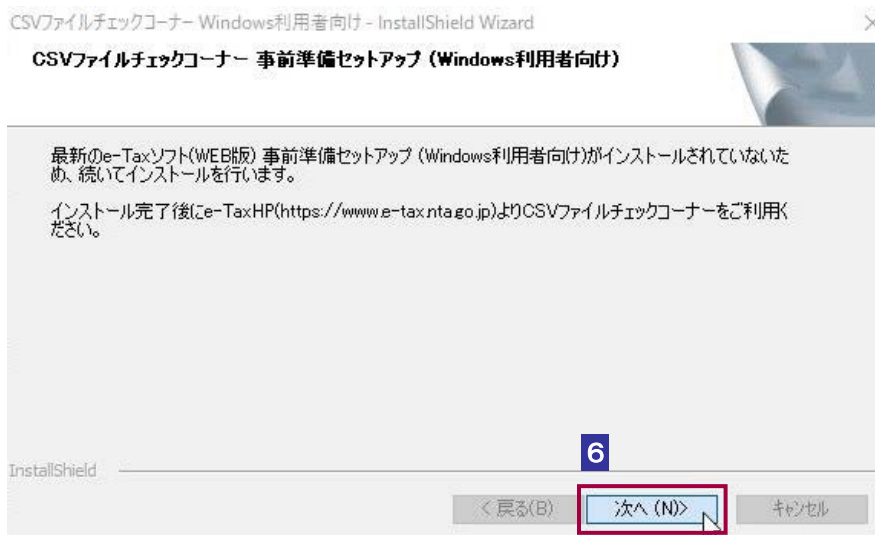 CSVファイルチェックコーナー Windows利用者向け - InstallShield Wizard
CSVファイルチェックコーナー 事前準備セットアップ (Windows利用者向け)
最新のe-Taxソフト(WEB版) 事前準備セットアップ (Windows利用者向け)がインストールされていないた
め、続いてインストールを行います。
インストール完了後にe-TaxHP(https://www.e-tax.nta.go.jp)よりCSVファイルチェックコーナーをご利用く
ださい。
6
InstallShield
< 戻る(B)
次へ (N)>
キャンセル